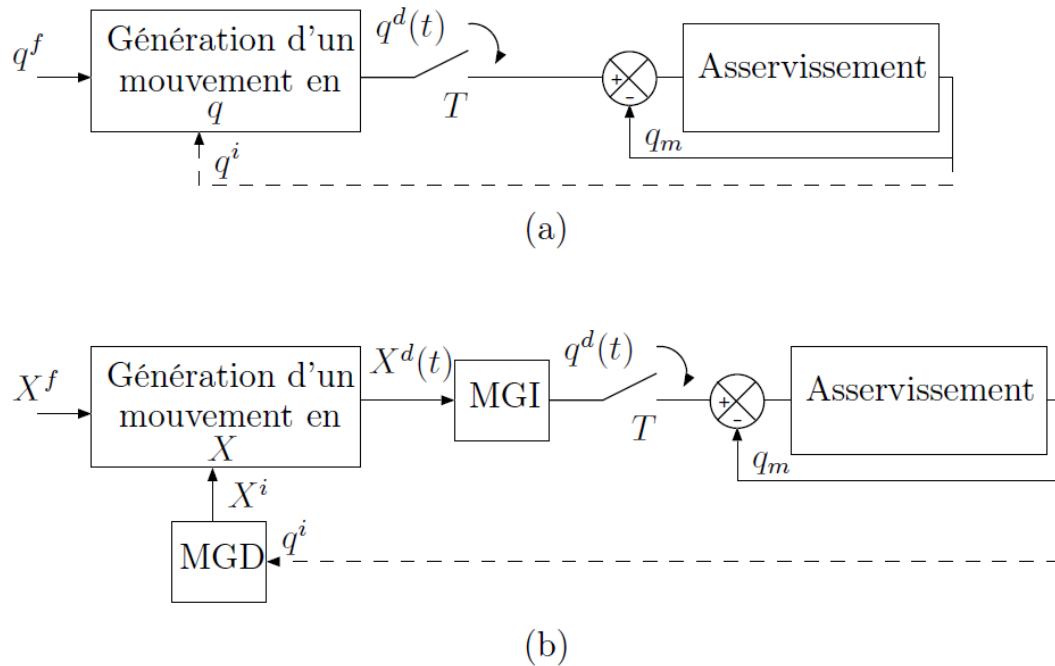 q^f
Génération d'un
mouvement en
q
q^d(t)
T
+
-
Asservissement
q_m
q^i
(a)
X^f
Génération d'un
mouvement en
X
X^d(t)
MGI
q^d(t)
T
+
-
Asservissement
q_m
X^i
MGD
q^i
(b)